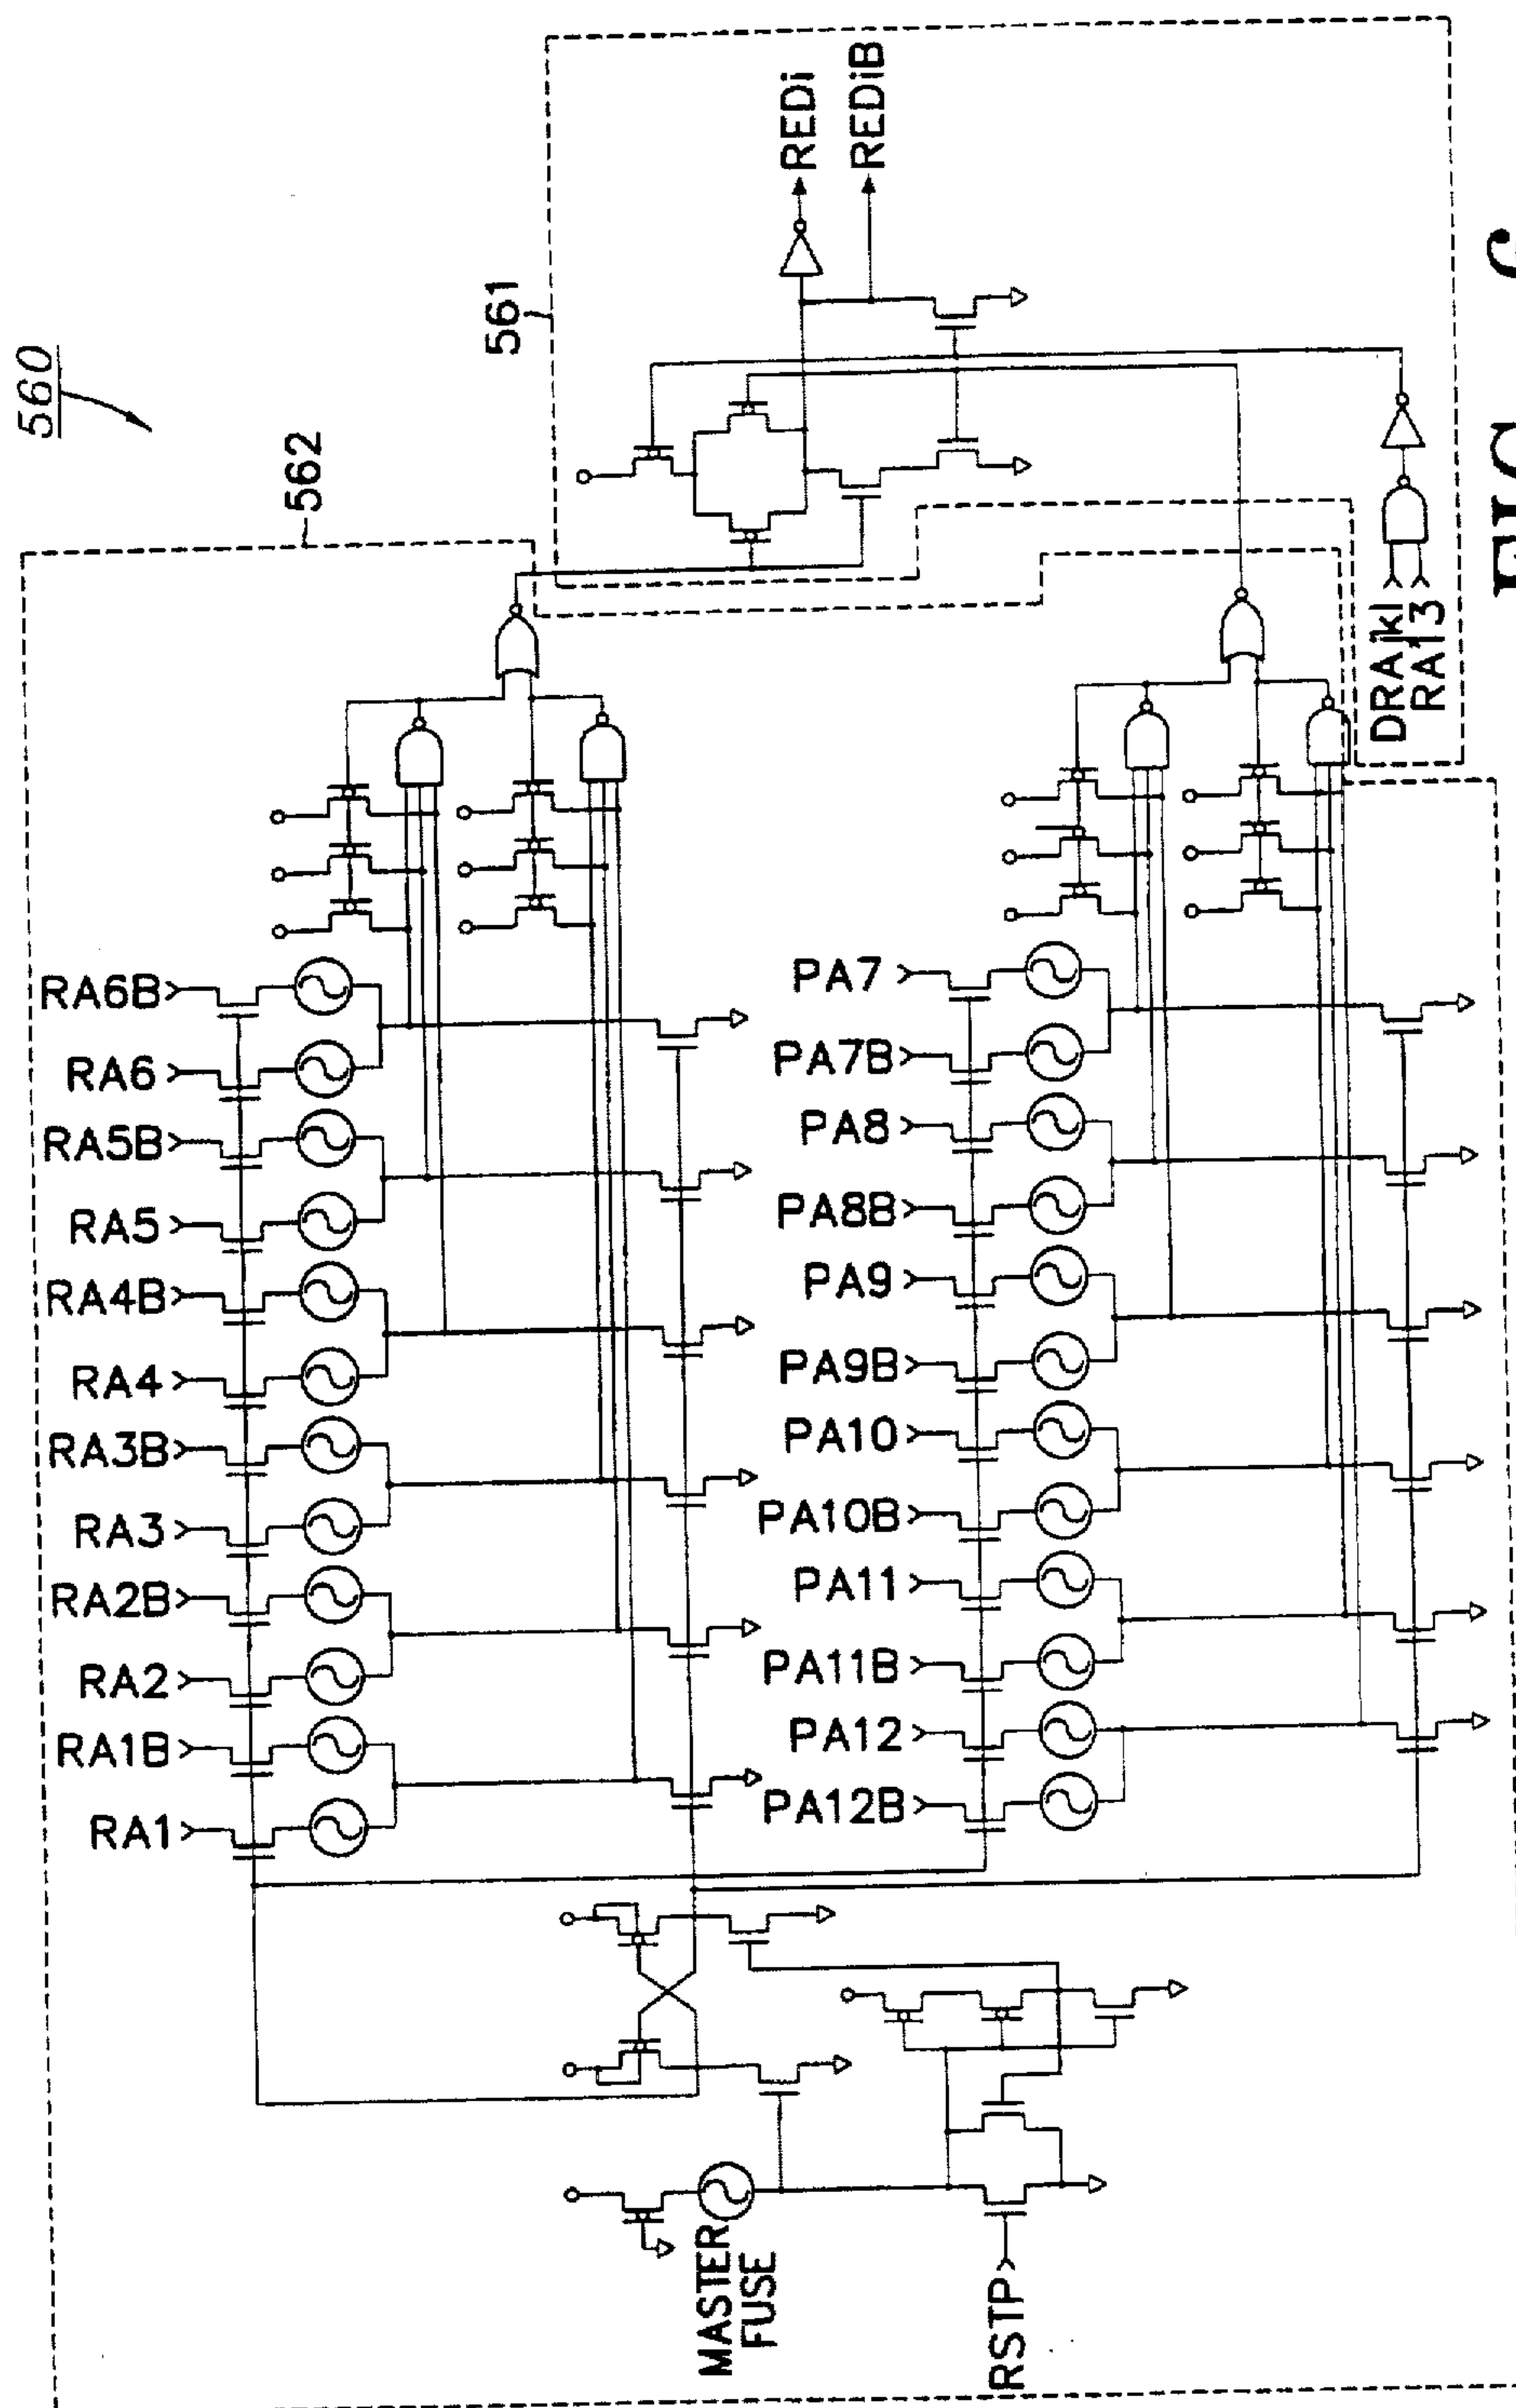 560
562
561
RA6B
RA6
RA5B
RA5
RA4B
RA4
RA3B
RA3
RA2B
RA2
RA1B
RA1
PA7
PA7B
PA8
PA8B
PA9
PA9B
PA10
PA10B
PA11
PA11B
PA12
PA12B
REDi
REDiB
DRAjkl
RA13
MASTER
FUSE
RSTP